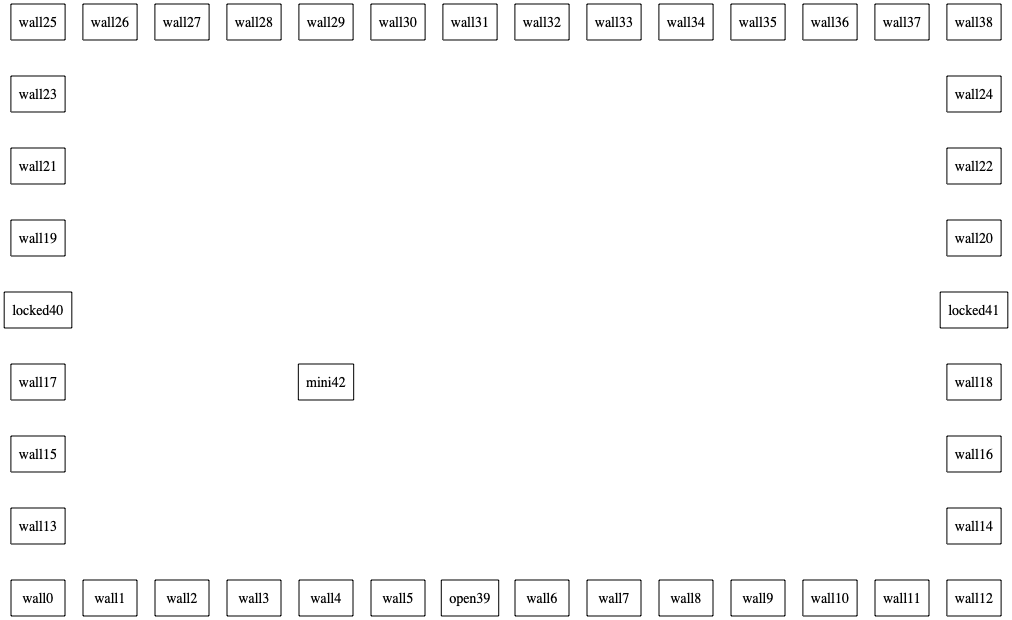 wall25 wall26 wall27 wall28 wall29 wall30 wall31 wall32 wall33 wall34 wall35 wall36 wall37 wall38
wall23 wall24
wall21 wall22
wall19 wall20
locked40 locked41
wall17 mini42 wall18
wall15 wall16
wall13 wall14
wall0 wall1 wall2 wall3 wall4 wall5 open39 wall6 wall7 wall8 wall9 wall10 wall11 wall12